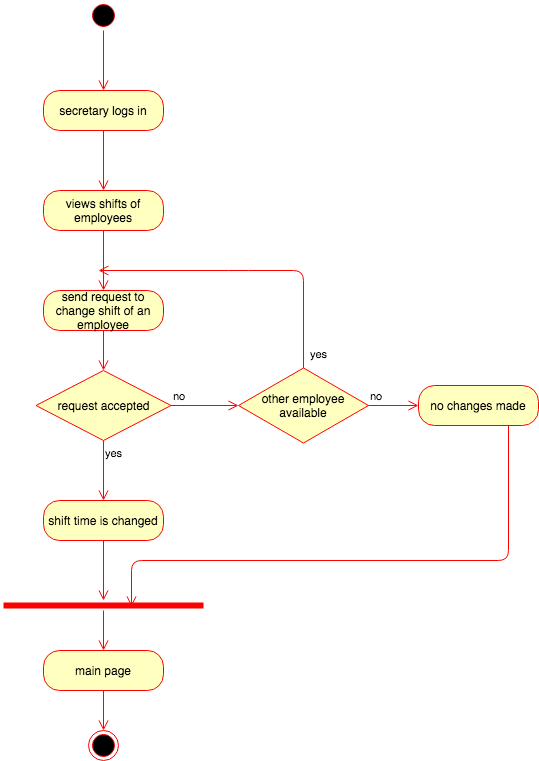 secretary logs in
views shifts of
employees
send request to
change shift of an
employee
request accepted
no
other employee
available
yes
no
no changes made
yes
shift time is changed
main page